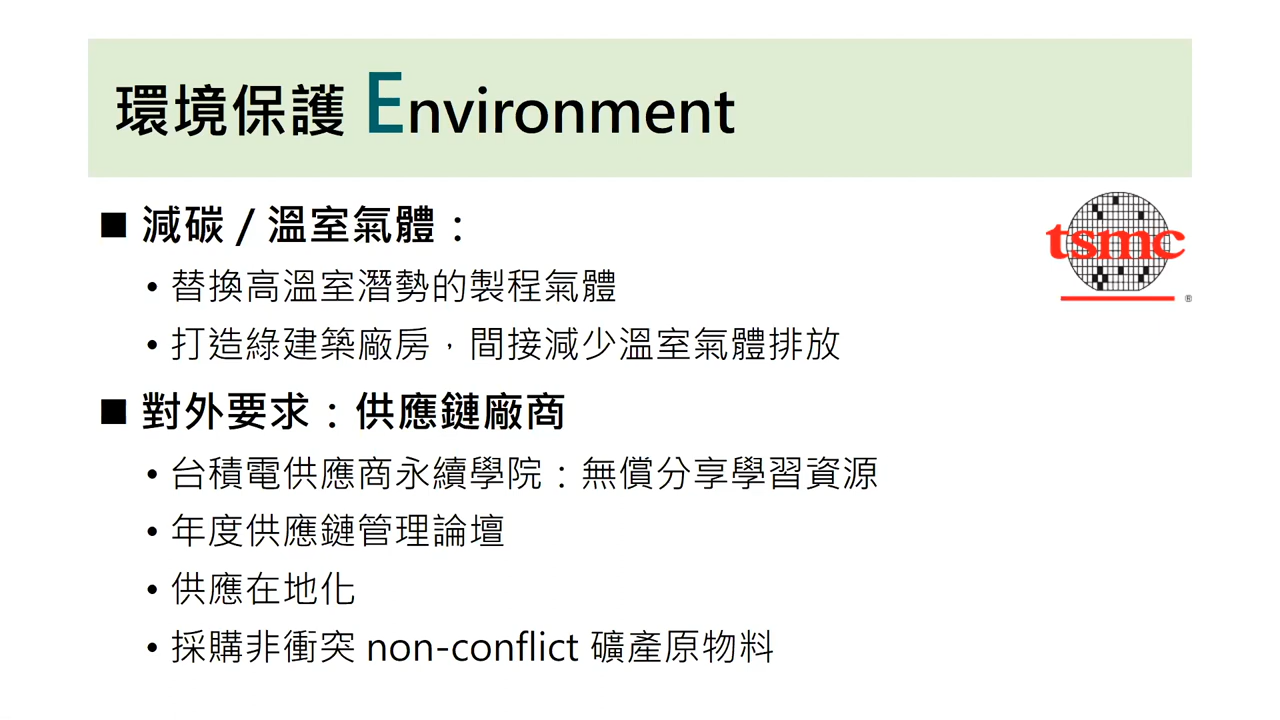 環境保護 Environment
■ 減碳 / 溫室氣體：
• 替換高溫室潛勢的製程氣體
• 打造綠建築廠房，間接減少溫室氣體排放
tsmc
®
■ 對外要求：供應鏈廠商
• 台積電供應商永續學院：無償分享學習資源
• 年度供應鏈管理論壇
• 供應在地化
• 採購非衝突 non-conflict 礦產原物料